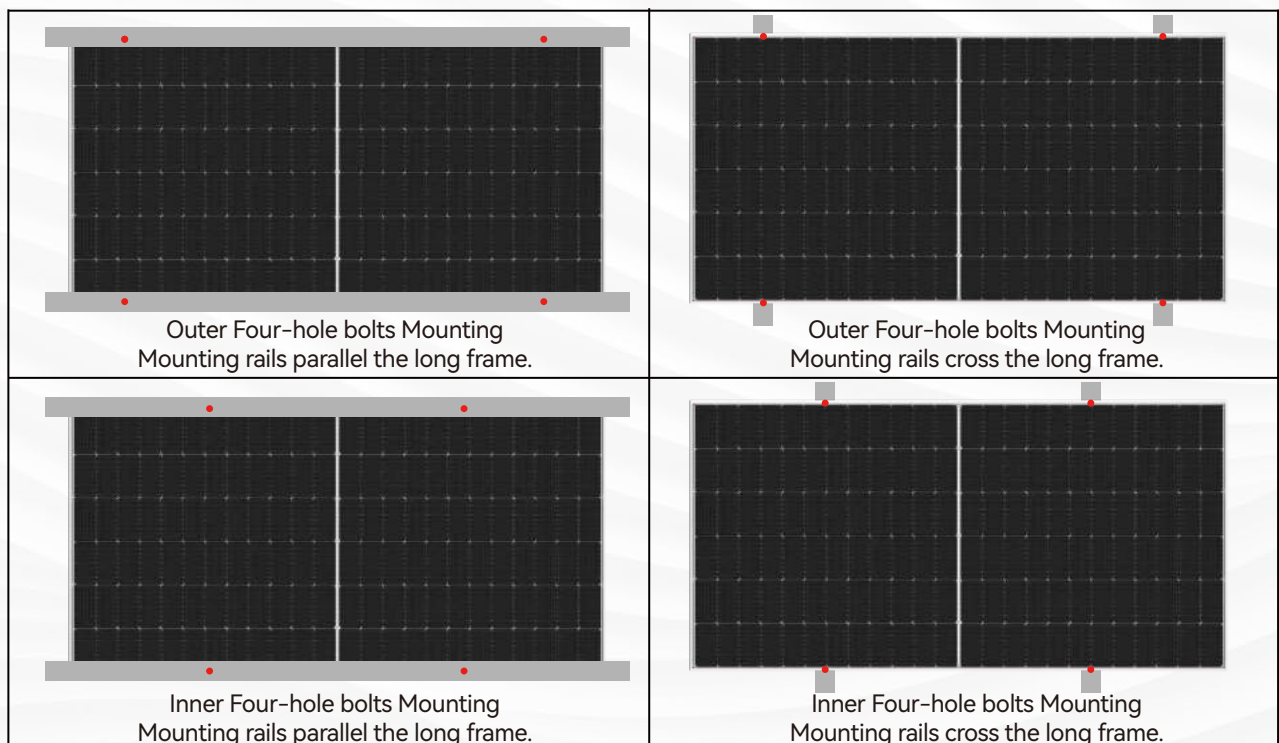 Outer Four-hole bolts Mounting
Mounting rails parallel the long frame.
Outer Four-hole bolts Mounting
Mounting rails cross the long frame.
Inner Four-hole bolts Mounting
Mounting rails parallel the long frame.
Inner Four-hole bolts Mounting
Mounting rails cross the long frame.